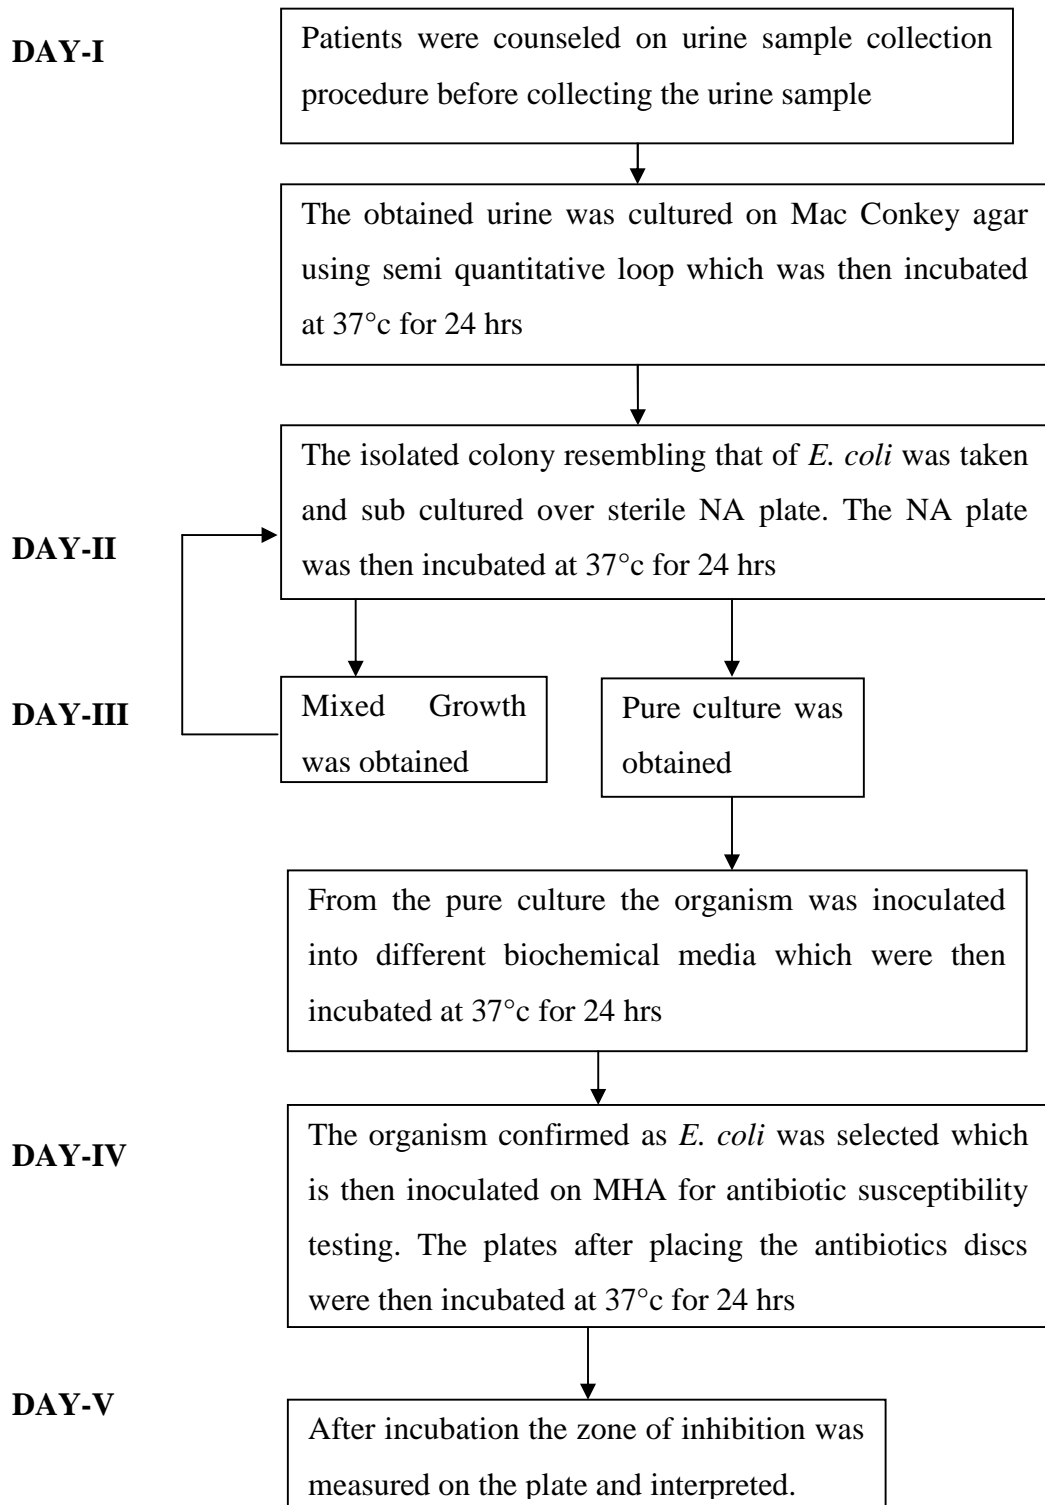 DAY-I
Patients were counseled on urine sample collection
procedure before collecting the urine sample
The obtained urine was cultured on Mac Conkey agar
using semi quantitative loop which was then incubated
at 37°c for 24 hrs
DAY-II
The isolated colony resembling that of E. coli was taken
and sub cultured over sterile NA plate. The NA plate
was then incubated at 37°c for 24 hrs
DAY-III
Mixed Growth
was obtained
Pure culture was
obtained
From the pure culture the organism was inoculated
into different biochemical media which were then
incubated at 37°c for 24 hrs
DAY-IV
The organism confirmed as E. coli was selected which
is then inoculated on MHA for antibiotic susceptibility
testing. The plates after placing the antibiotics discs
were then incubated at 37°c for 24 hrs
DAY-V
After incubation the zone of inhibition was
measured on the plate and interpreted.